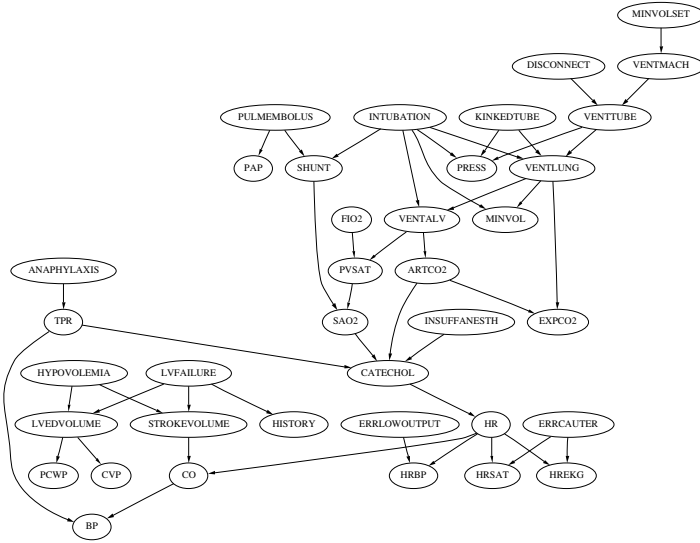 MINVOLSET
DISCONNECT
VENTMACH
PULMEMBOLUS
INTUBATION
KINKEDTUBE
VENTTUBE
PAP
SHUNT
PRESS
VENTLUNG
FIO2
VENTALV
MINVOL
ANAPHYLAXIS
PVSAT
ARTCO2
TPR
SAO2
INSUFFANESTH
EXPCO2
HYPOVOLEMIA
LVFAILURE
CATECHOL
LVEDVOLUME
STROKEVOLUME
HISTORY
ERRLOWOUTPUT
HR
ERRCAUTER
PCWP
CVP
CO
HRBP
HRSAT
HREKG
BP